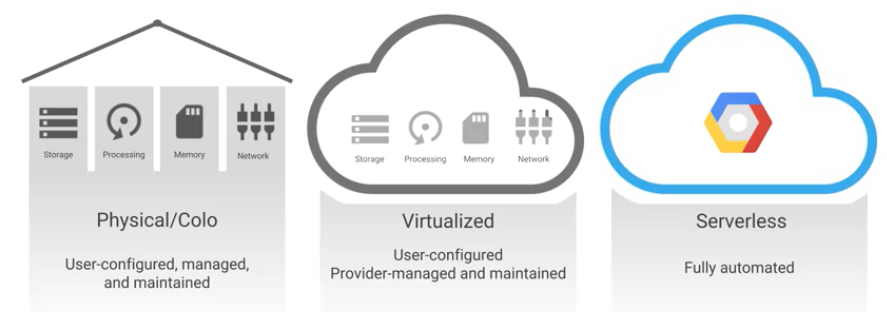 Storage
Processing
Memory
Network
Physical/Colo
User-configured, managed,
and maintained
Storage
Processing
Memory
Network
Virtualized
User-configured
Provider-managed and maintained
Serverless
Fully automated